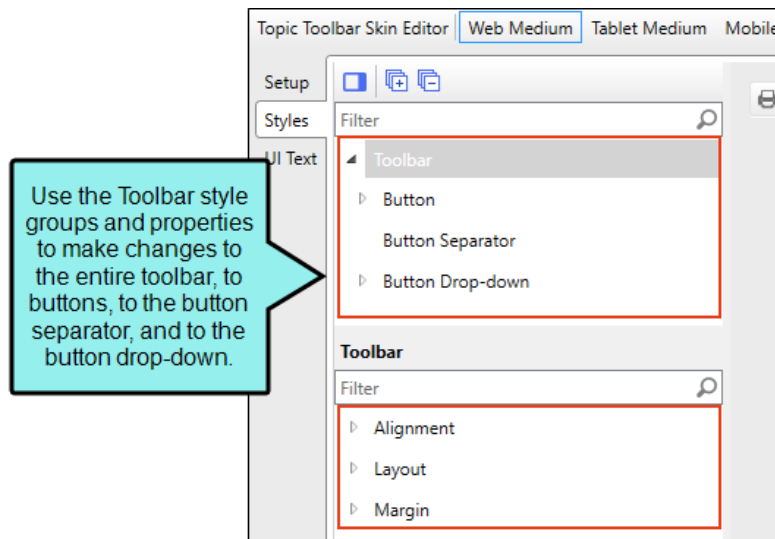 Topic Toolbar Skin Editor Web Medium Tablet Medium Mobile
Setup
Styles
UI Text
Filter
Toolbar
Button
Button Separator
Button Drop-down
Use the Toolbar style
groups and properties
to make changes to
the entire toolbar, to
buttons, to the button
separator, and to the
button drop-down.
Toolbar
Filter
Alignment
Layout
Margin